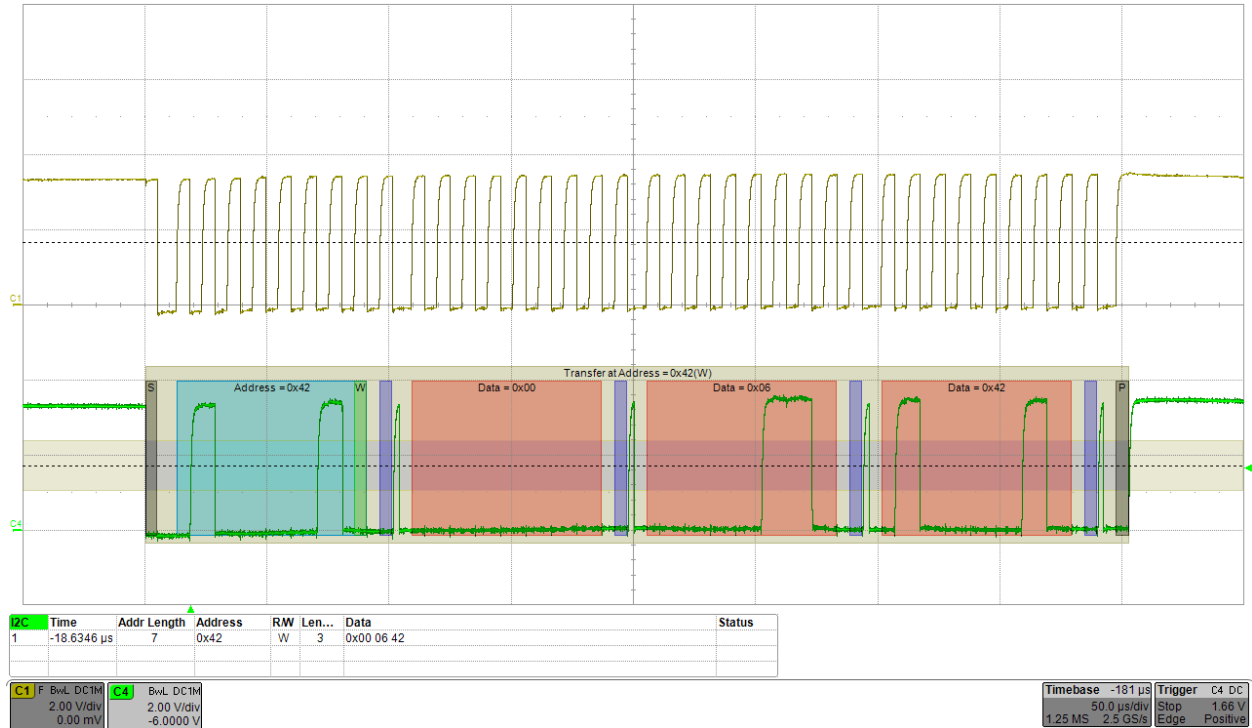 C1
Transfer at Address = 0x42(W)
S Address = 0x42 W Data = 0x00 Data = 0x06 Data = 0x42 P
C4
I2C Time Addr Length Address R/W Len... Data Status
1 -18.6346 µs 7 0x42 W 3 0x00 06 42
C1 F BwL DC1M
2.00 V/div
0.00 mV
C4 BwL DC1M
2.00 V/div
-6.0000 V
Timebase -181 µs
50.0 µs/div
1.25 MS 2.5 GS/s
Trigger C4 DC
Stop 1.66 V
Edge Positive